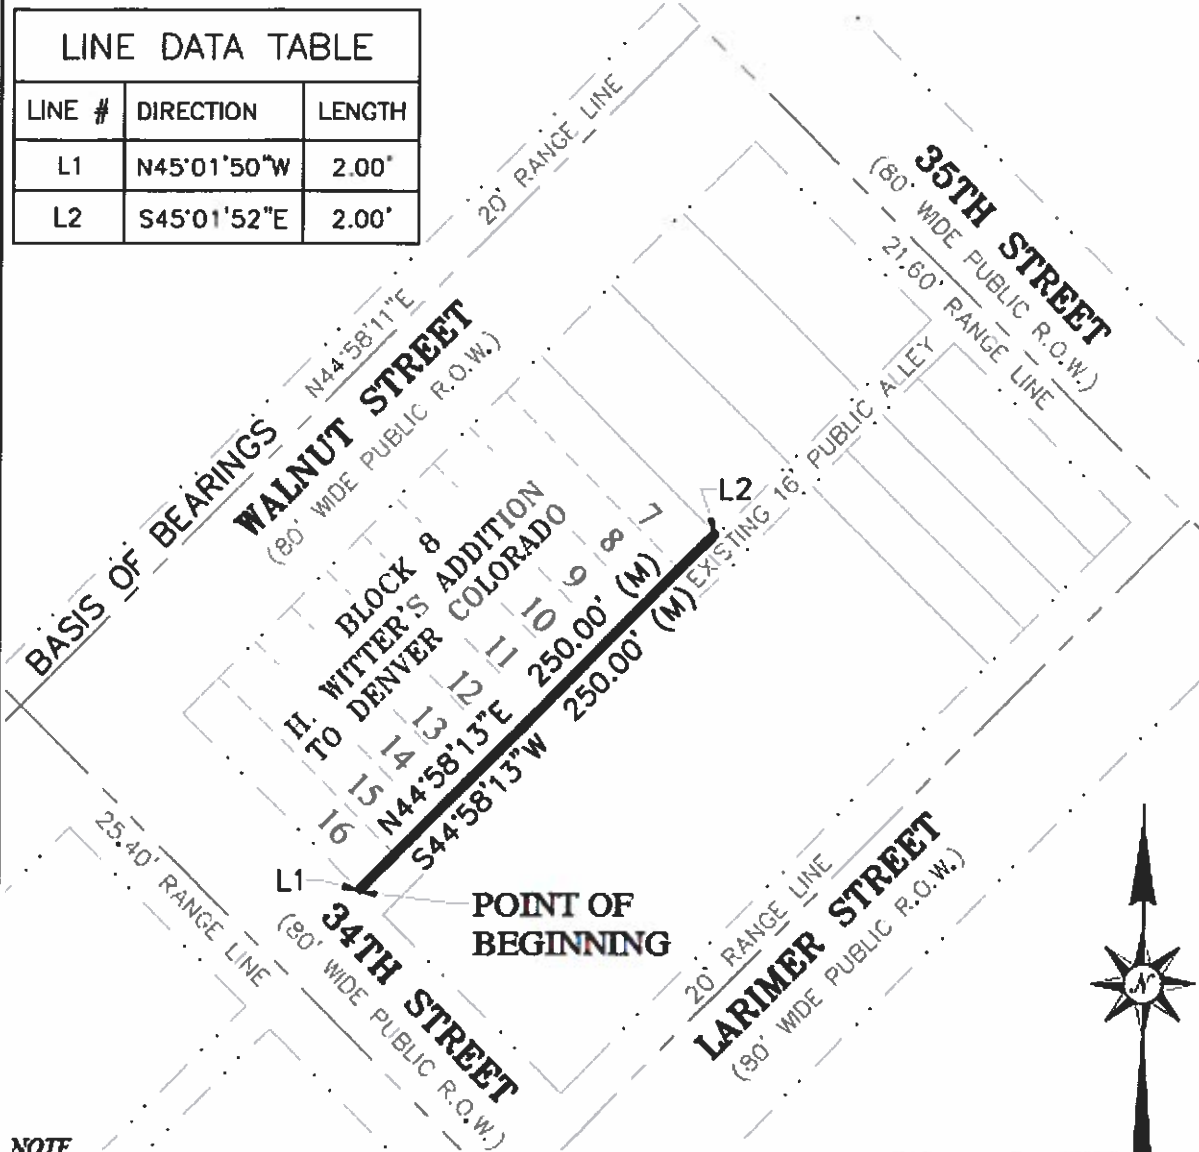 LINE DATA TABLE
LINE # DIRECTION LENGTH
L1 N45°01'50"W 2.00'
L2 S45°01'52"E 2.00'
20' RANGE LINE
35TH STREET
(80' WIDE PUBLIC R.O.W.)
21.60' RANGE LINE
BASIS OF BEARINGS N44°58'11"E
WALNUT STREET
(80' WIDE PUBLIC R.O.W.)
BLOCK 8
H. WITTER'S ADDITION
TO DENVER COLORADO
7
8
9
10
11
12
13
14
15
16
L2
EXISTING 16' PUBLIC ALLEY
N44°58'13"E 250.00' (M)
S44°58'13"W 250.00' (M)
L1
POINT OF
BEGINNING
34TH STREET
(80' WIDE PUBLIC R.O.W.)
25.40' RANGE LINE
20' RANGE LINE
LARIMER STREET
(80' WIDE PUBLIC R.O.W.)
N
NOTE